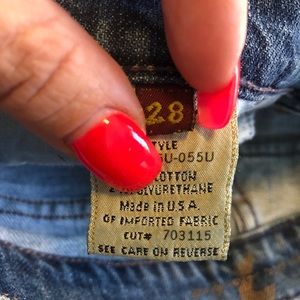 28
STYLE
U-055U
COTTON
POLYURETHANE
Made in U.S.A.
OF IMPORTED FABRIC
CUT# 703115
SEE CARE ON REVERSE